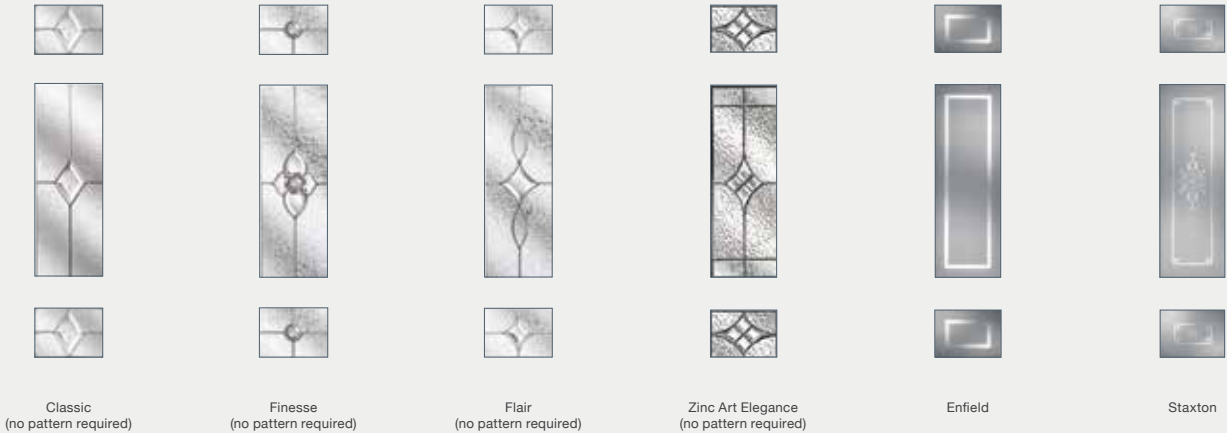 Classic
(no pattern required)
Finesse
(no pattern required)
Flair
(no pattern required)
Zinc Art Elegance
(no pattern required)
Enfield
Staxton